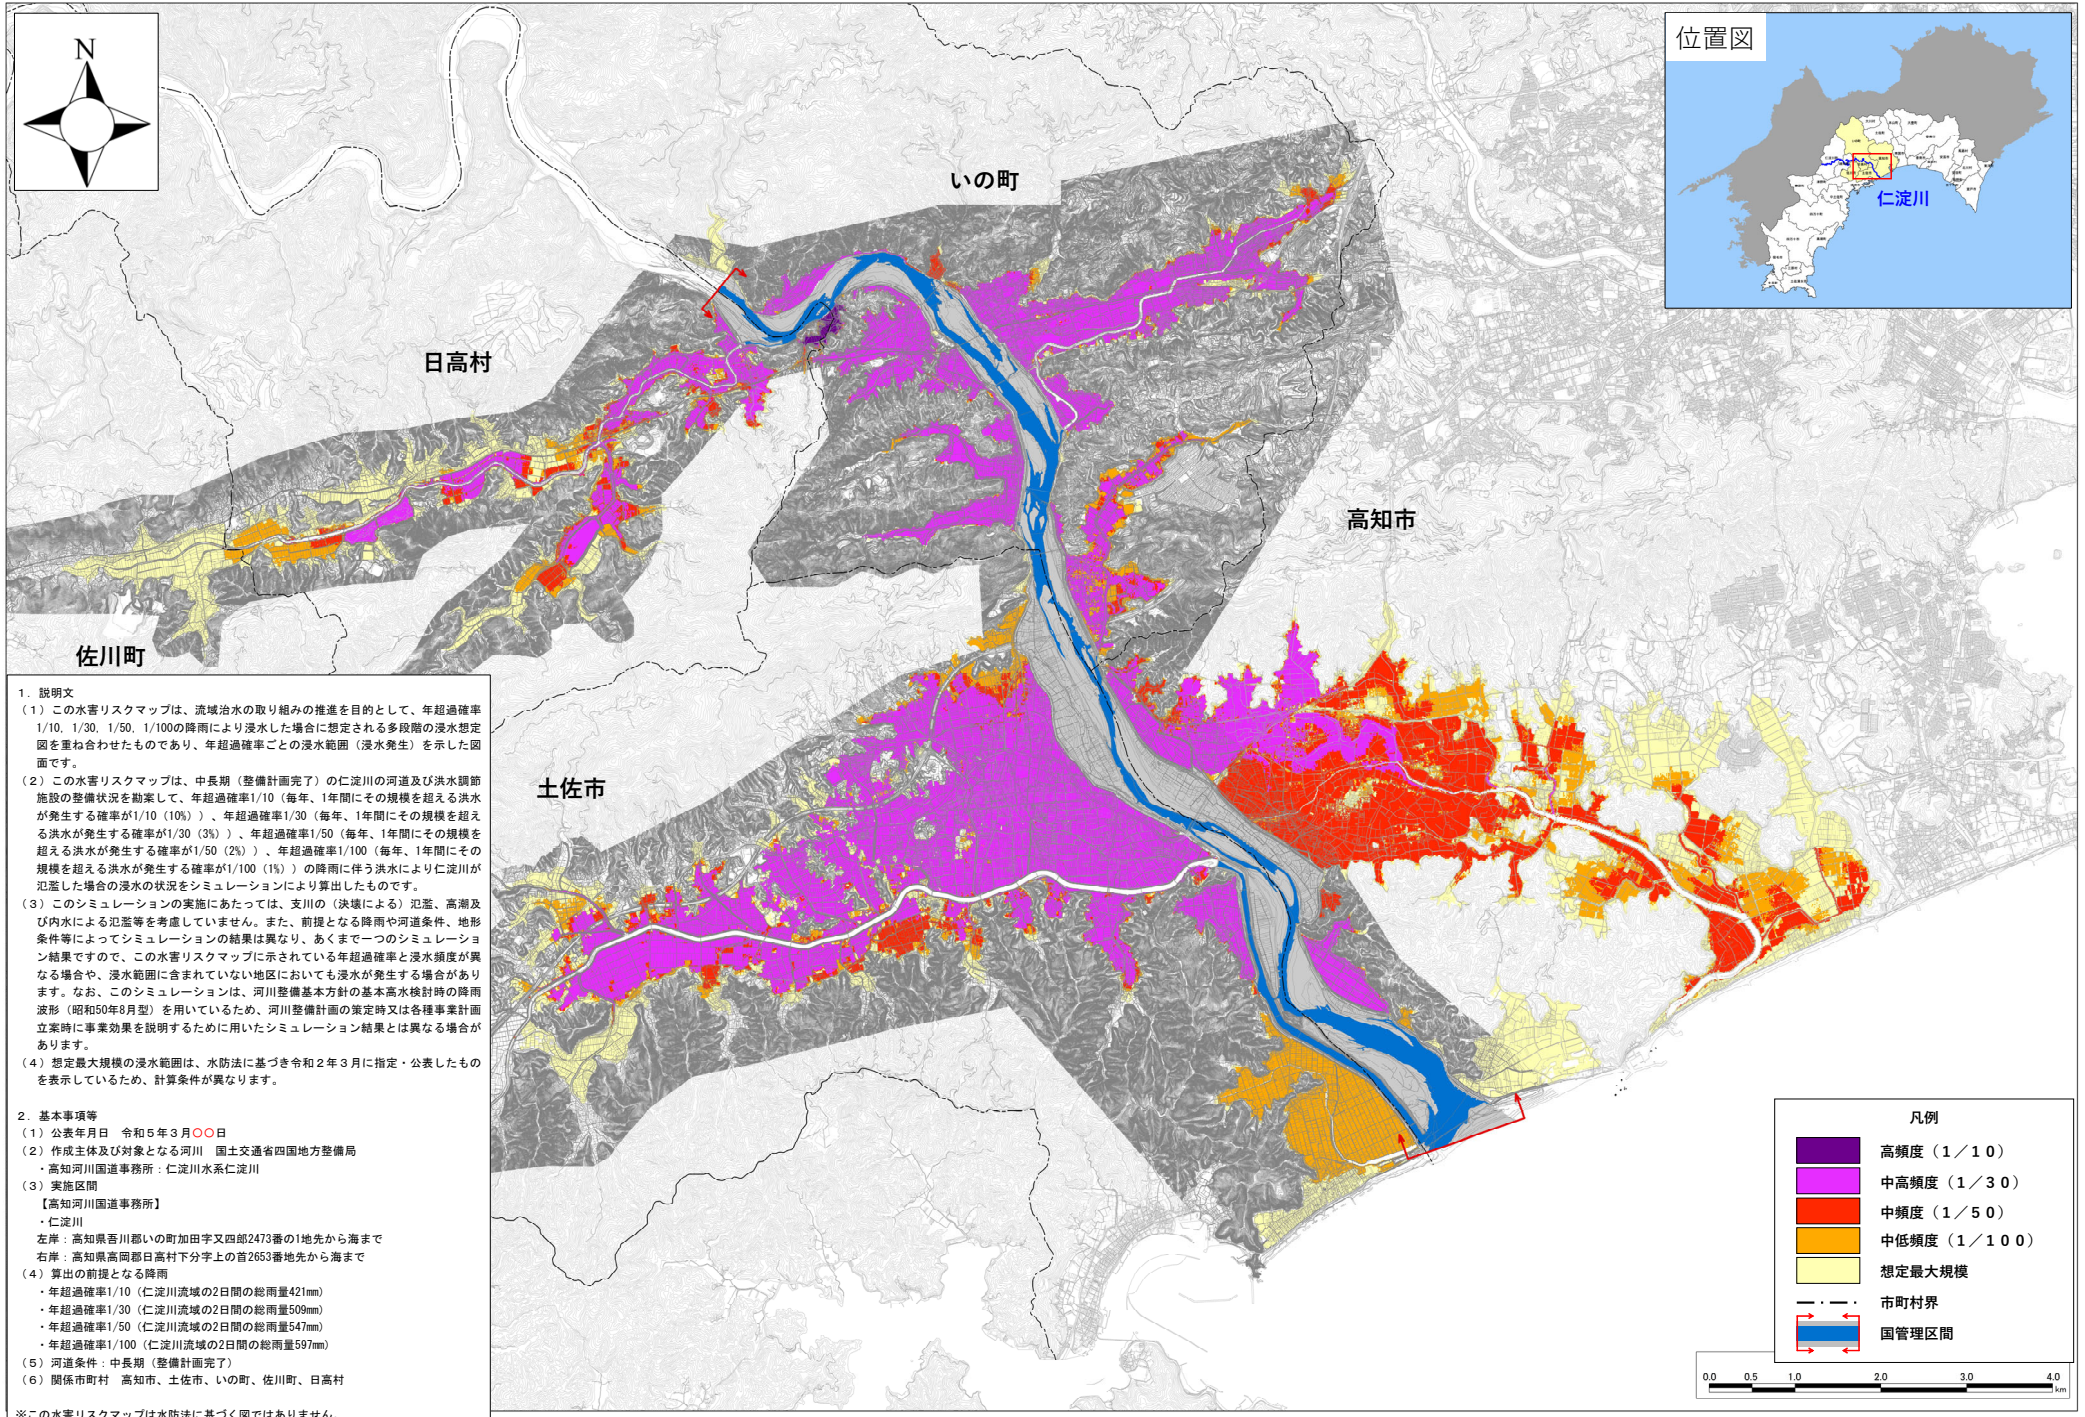 N
位置図
仁淀川
いの町
日高村
高知市
佐川町
土佐市
1. 説明文
(1) この水害リスクマップは、流域治水の取り組みの推進を目的として、年超過確率
1/10, 1/30, 1/50, 1/100の降雨により浸水した場合に想定される多段階の浸水想定
図を重ね合わせたものであり、年超過確率ごとの浸水範囲（浸水発生）を示した図
面です。
(2) この水害リスクマップは、中長期（整備計画完了）の仁淀川の河道及び洪水調節
施設の整備状況を勘案して、年超過確率1/10（毎年、1年間にその規模を超える洪水
が発生する確率が1/10（10%））、年超過確率1/30（毎年、1年間にその規模を超え
る洪水が発生する確率が1/30（3%））、年超過確率1/50（毎年、1年間にその規模を
超える洪水が発生する確率が1/50（2%））、年超過確率1/100（毎年、1年間にその
規模を超える洪水が発生する確率が1/100（1%））の降雨に伴う洪水により仁淀川が
氾濫した場合の浸水の状況をシミュレーションにより算出したものです。
(3) このシミュレーションの実施にあたっては、支川の（決壊による）氾濫、高潮及
び内水による氾濫等を考慮していません。また、前提となる降雨や河道条件、地形
条件等によってシミュレーションの結果は異なり、あくまで一つのシミュレーショ
ン結果ですので、この水害リスクマップに示されている年超過確率と浸水頻度が異
なる場合や、浸水範囲に含まれていない地区においても浸水が発生する場合があり
ます。なお、このシミュレーションは、河川整備基本方針の基本高水検討時の降雨
波形（昭和50年8月型）を用いているため、河川整備計画の策定時又は各種事業計画
立案時に事業効果を説明するために用いたシミュレーション結果とは異なる場合が
あります。
(4) 想定最大規模の浸水範囲は、水防法に基づき令和２年３月に指定・公表したもの
を表示しているため、計算条件が異なります。
2. 基本事項等
(1) 公表年月日　令和５年３月〇〇日
(2) 作成主体及び対象となる河川　国土交通省四国地方整備局
・高知河川国道事務所：仁淀川水系仁淀川
(3) 実施区間
【高知河川国道事務所】
・仁淀川
左岸：高知県吾川郡いの町加田字又四郎2473番の1地先から海まで
右岸：高知県高岡郡日高村下分字上の首2653番地先から海まで
(4) 算出の前提となる降雨
・年超過確率1/10（仁淀川流域の2日間の総雨量421mm）
・年超過確率1/30（仁淀川流域の2日間の総雨量509mm）
・年超過確率1/50（仁淀川流域の2日間の総雨量547mm）
・年超過確率1/100（仁淀川流域の2日間の総雨量597mm）
(5) 河道条件：中長期（整備計画完了）
(6) 関係市町村　高知市、土佐市、いの町、佐川町、日高村
※この水害リスクマップは水防法に基づく図ではありません。
凡例
高頻度（１／１０）
中高頻度（１／３０）
中頻度（１／５０）
中低頻度（１／１００）
想定最大規模
市町村界
国管理区間
0.0 0.5 1.0 2.0 3.0 4.0
km